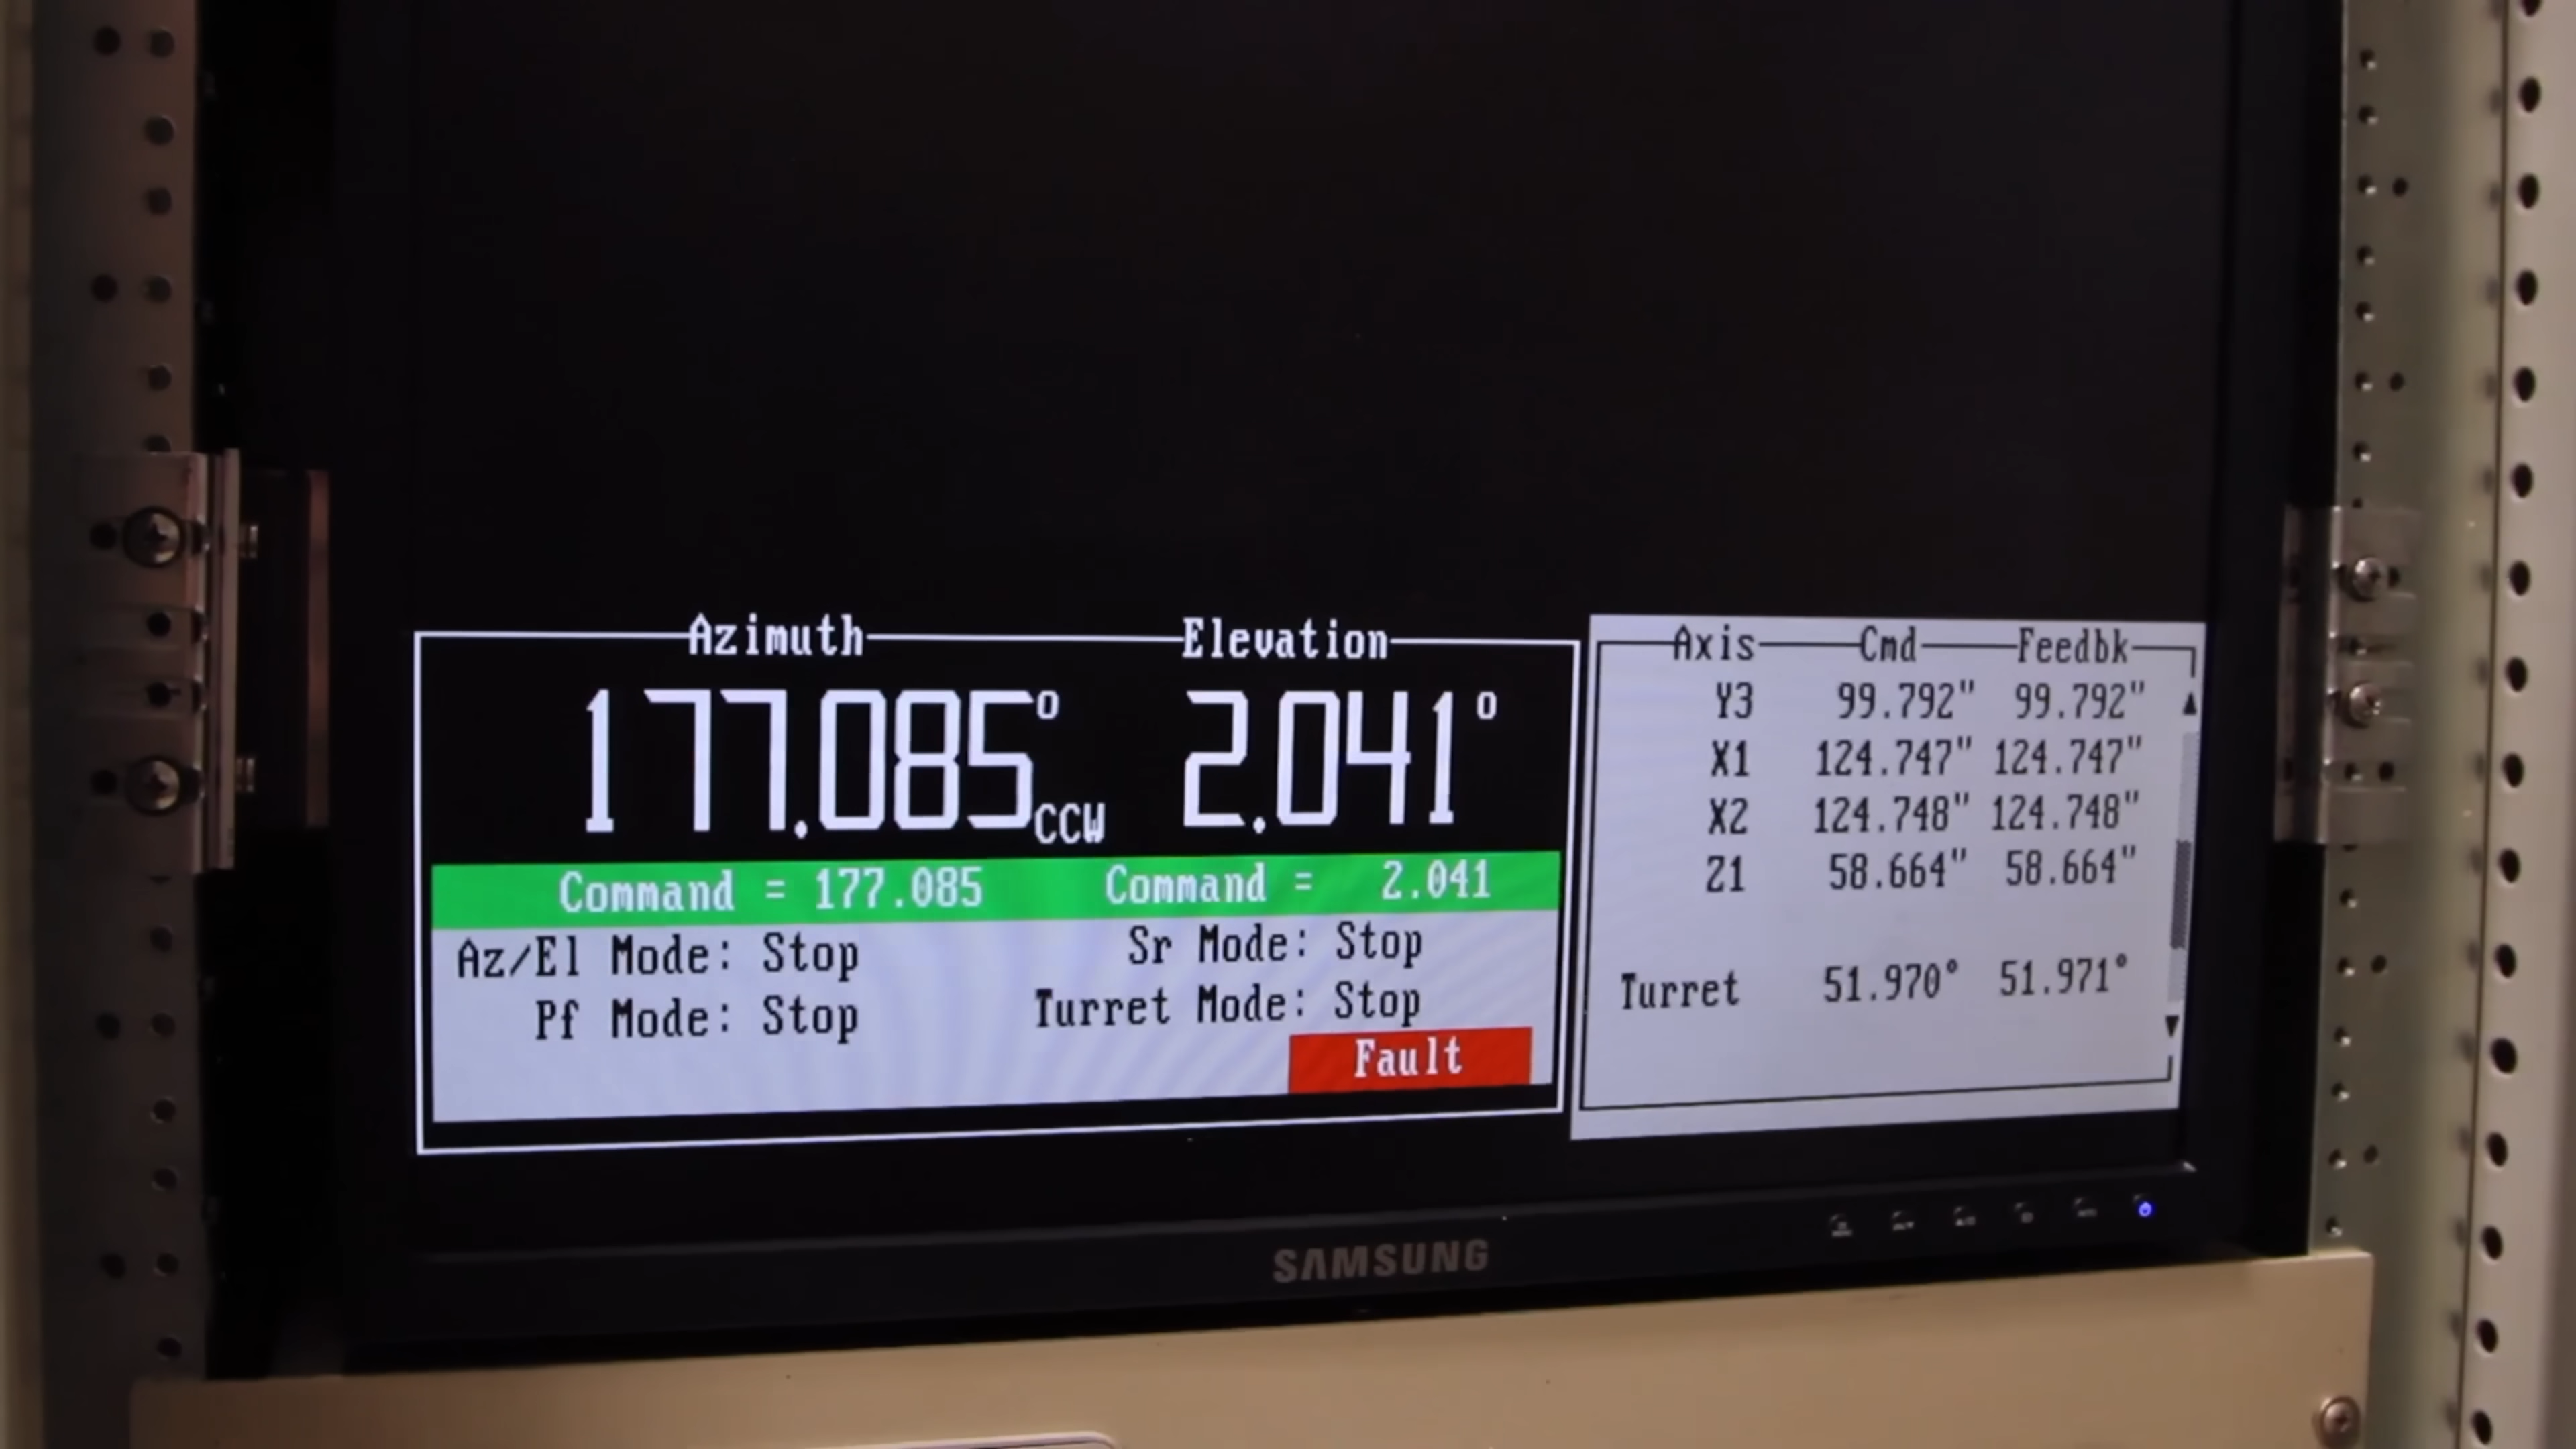 Azimuth Elevation
177.085° CCW 2.041°
Command = 177.085 Command = 2.041
Az/El Mode: Stop Sr Mode: Stop
Pf Mode: Stop Turret Mode: Stop
Fault
Axis Cmd Feedbk
Y3 99.792" 99.792"
X1 124.747" 124.747"
X2 124.748" 124.748"
Z1 58.664" 58.664"
Turret 51.970° 51.971°
SAMSUNG